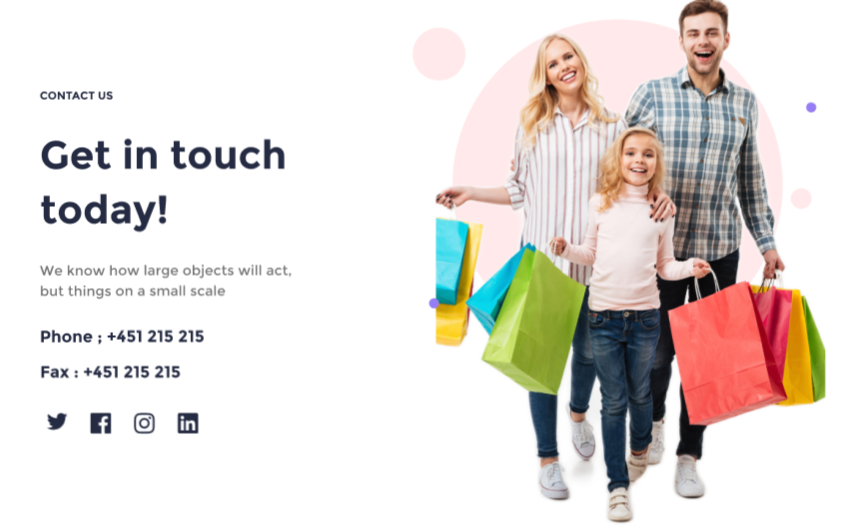 CONTACT US
Get in touch
today!
We know how large objects will act,
but things on a small scale
Phone ; +451 215 215
Fax : +451 215 215